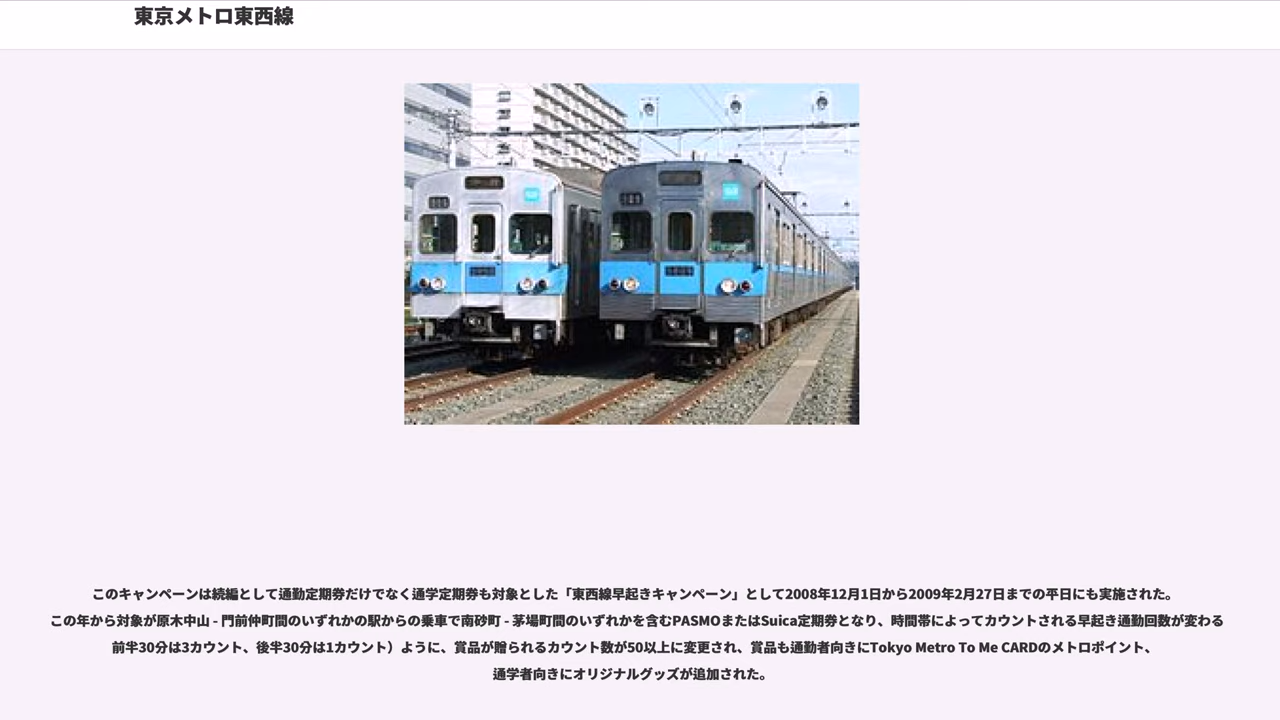 東京メトロ東西線
このキャンペーンは続編として通勤定期券だけでなく通学定期券も対象とした「東西線早起きキャンペーン」として2008年12月1日から2009年2月27日までの平日にも実施された。
この年から対象が原木中山 - 門前仲町間のいずれかの駅からの乗車で南砂町 - 茅場町間のいずれかを含むPASMOまたはSuica定期券となり、時間帯によってカウントされる早起き通勤回数が変わる
前半30分は3カウント、後半30分は1カウント）ように、賞品が贈られるカウント数が50以上に変更され、賞品も通勤者向きにTokyo Metro To Me CARDのメトロポイント、
通学者向きにオリジナルグッズが追加された。